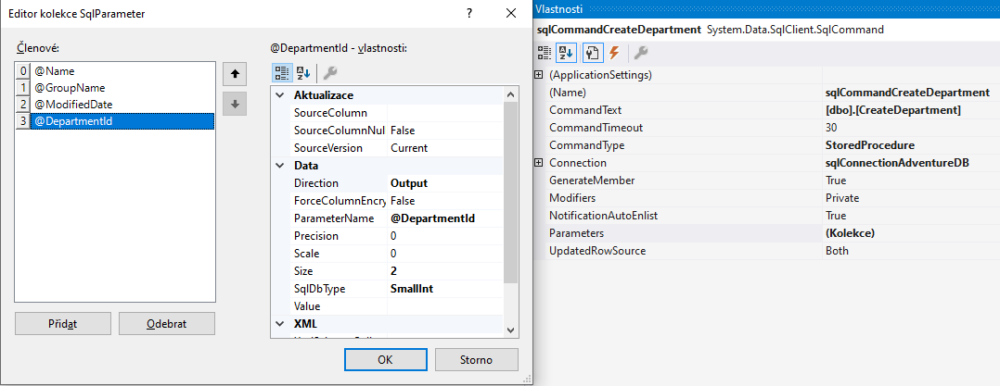 Editor kolekce SqlParameter
Členové:
0 @Name
1 @GroupName
2 @ModifiedDate
3 @DepartmentId
Přidat
Odebrat
@DepartmentId - vlastnosti:
Aktualizace
SourceColumn
SourceColumnNul False
SourceVersion Current
Data
Direction Output
ForceColumnEncry False
ParameterName @DepartmentId
Precision 0
Scale 0
Size 2
SqlDbType SmallInt
Value
XML
OK
Storno
Vlastnosti
sqlCommandCreateDepartment System.Data.SqlClient.SqlCommand
(ApplicationSettings)
(Name) sqlCommandCreateDepartment
CommandText [dbo].[CreateDepartment]
CommandTimeout 30
CommandType StoredProcedure
Connection sqlConnectionAdventureDB
GenerateMember True
Modifiers Private
NotificationAutoEnlist True
Parameters (Kolekce)
UpdatedRowSource Both